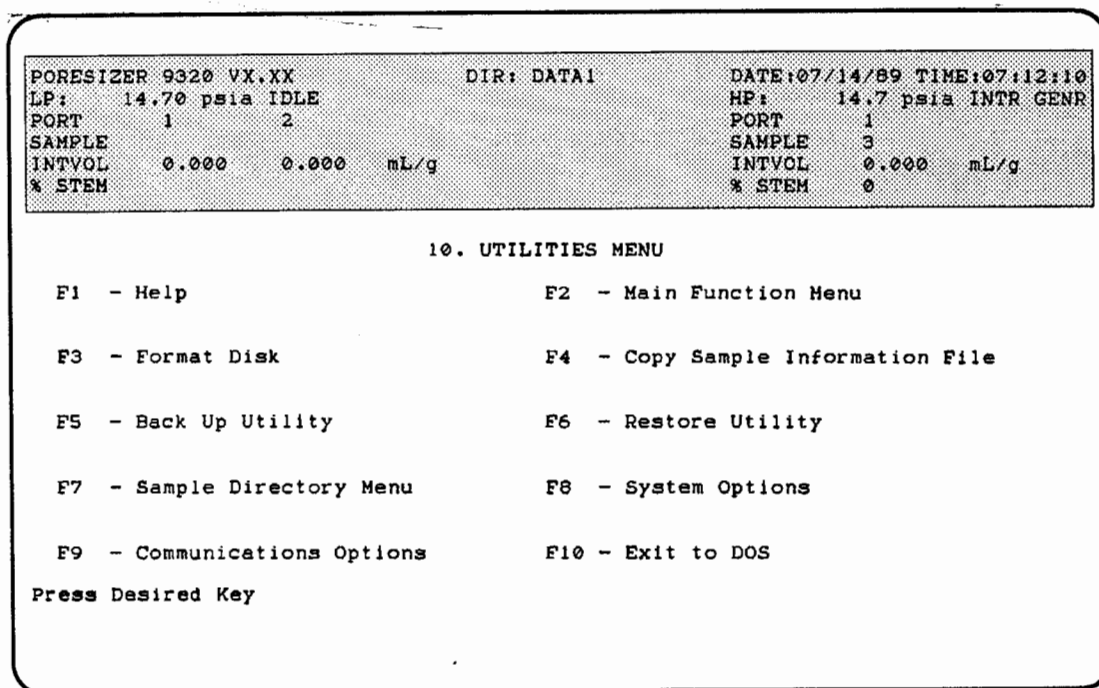 PORESIZER 9320 VX.XX DIR: DATA1 DATE:07/14/89 TIME:07:12:10
LP: 14.70 psia IDLE HP: 14.7 psia INTR GENR
PORT 1 2 PORT 1
SAMPLE SAMPLE 3
INTVOL 0.000 0.000 mL/g INTVOL 0.000 mL/g
% STEM % STEM 0
10. UTILITIES MENU
F1 - Help F2 - Main Function Menu
F3 - Format Disk F4 - Copy Sample Information File
F5 - Back Up Utility F6 - Restore Utility
F7 - Sample Directory Menu F8 - System Options
F9 - Communications Options F10 - Exit to DOS
Press Desired Key